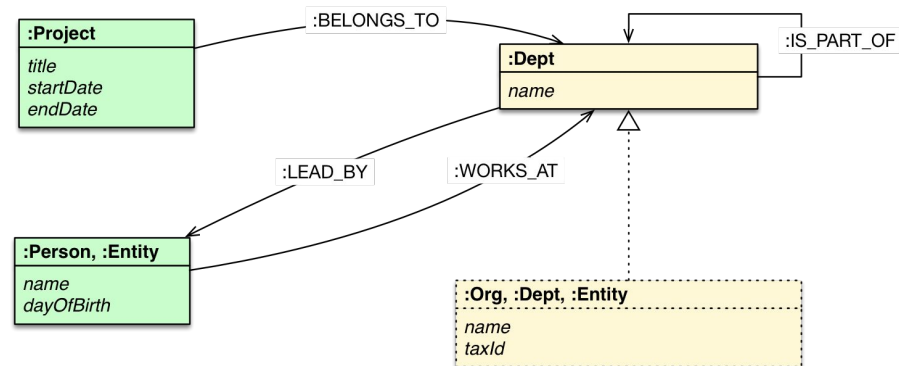 :BELONGS_TO
:Project
title
startDate
endDate
:Dept
name
:IS_PART_OF
:LEAD_BY
:WORKS_AT
:Person, :Entity
name
dayOfBirth
:Org, :Dept, :Entity
name
taxId